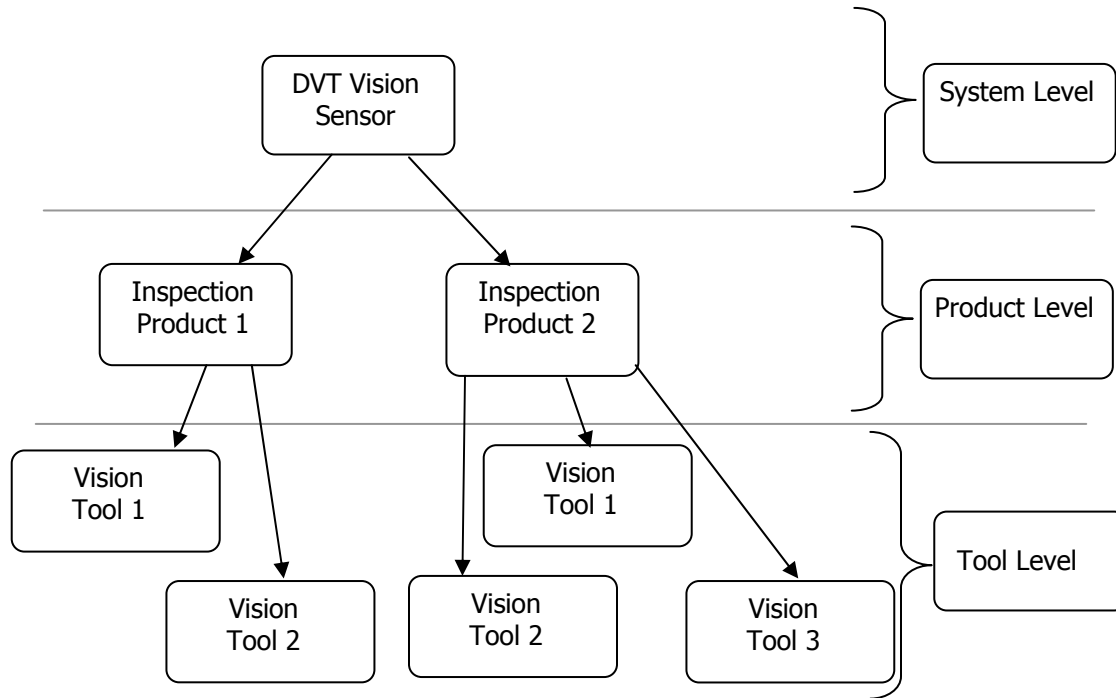 DVT Vision
Sensor
System Level
Inspection
Product 1
Inspection
Product 2
Product Level
Vision
Tool 1
Vision
Tool 1
Vision
Tool 2
Vision
Tool 2
Vision
Tool 3
Tool Level